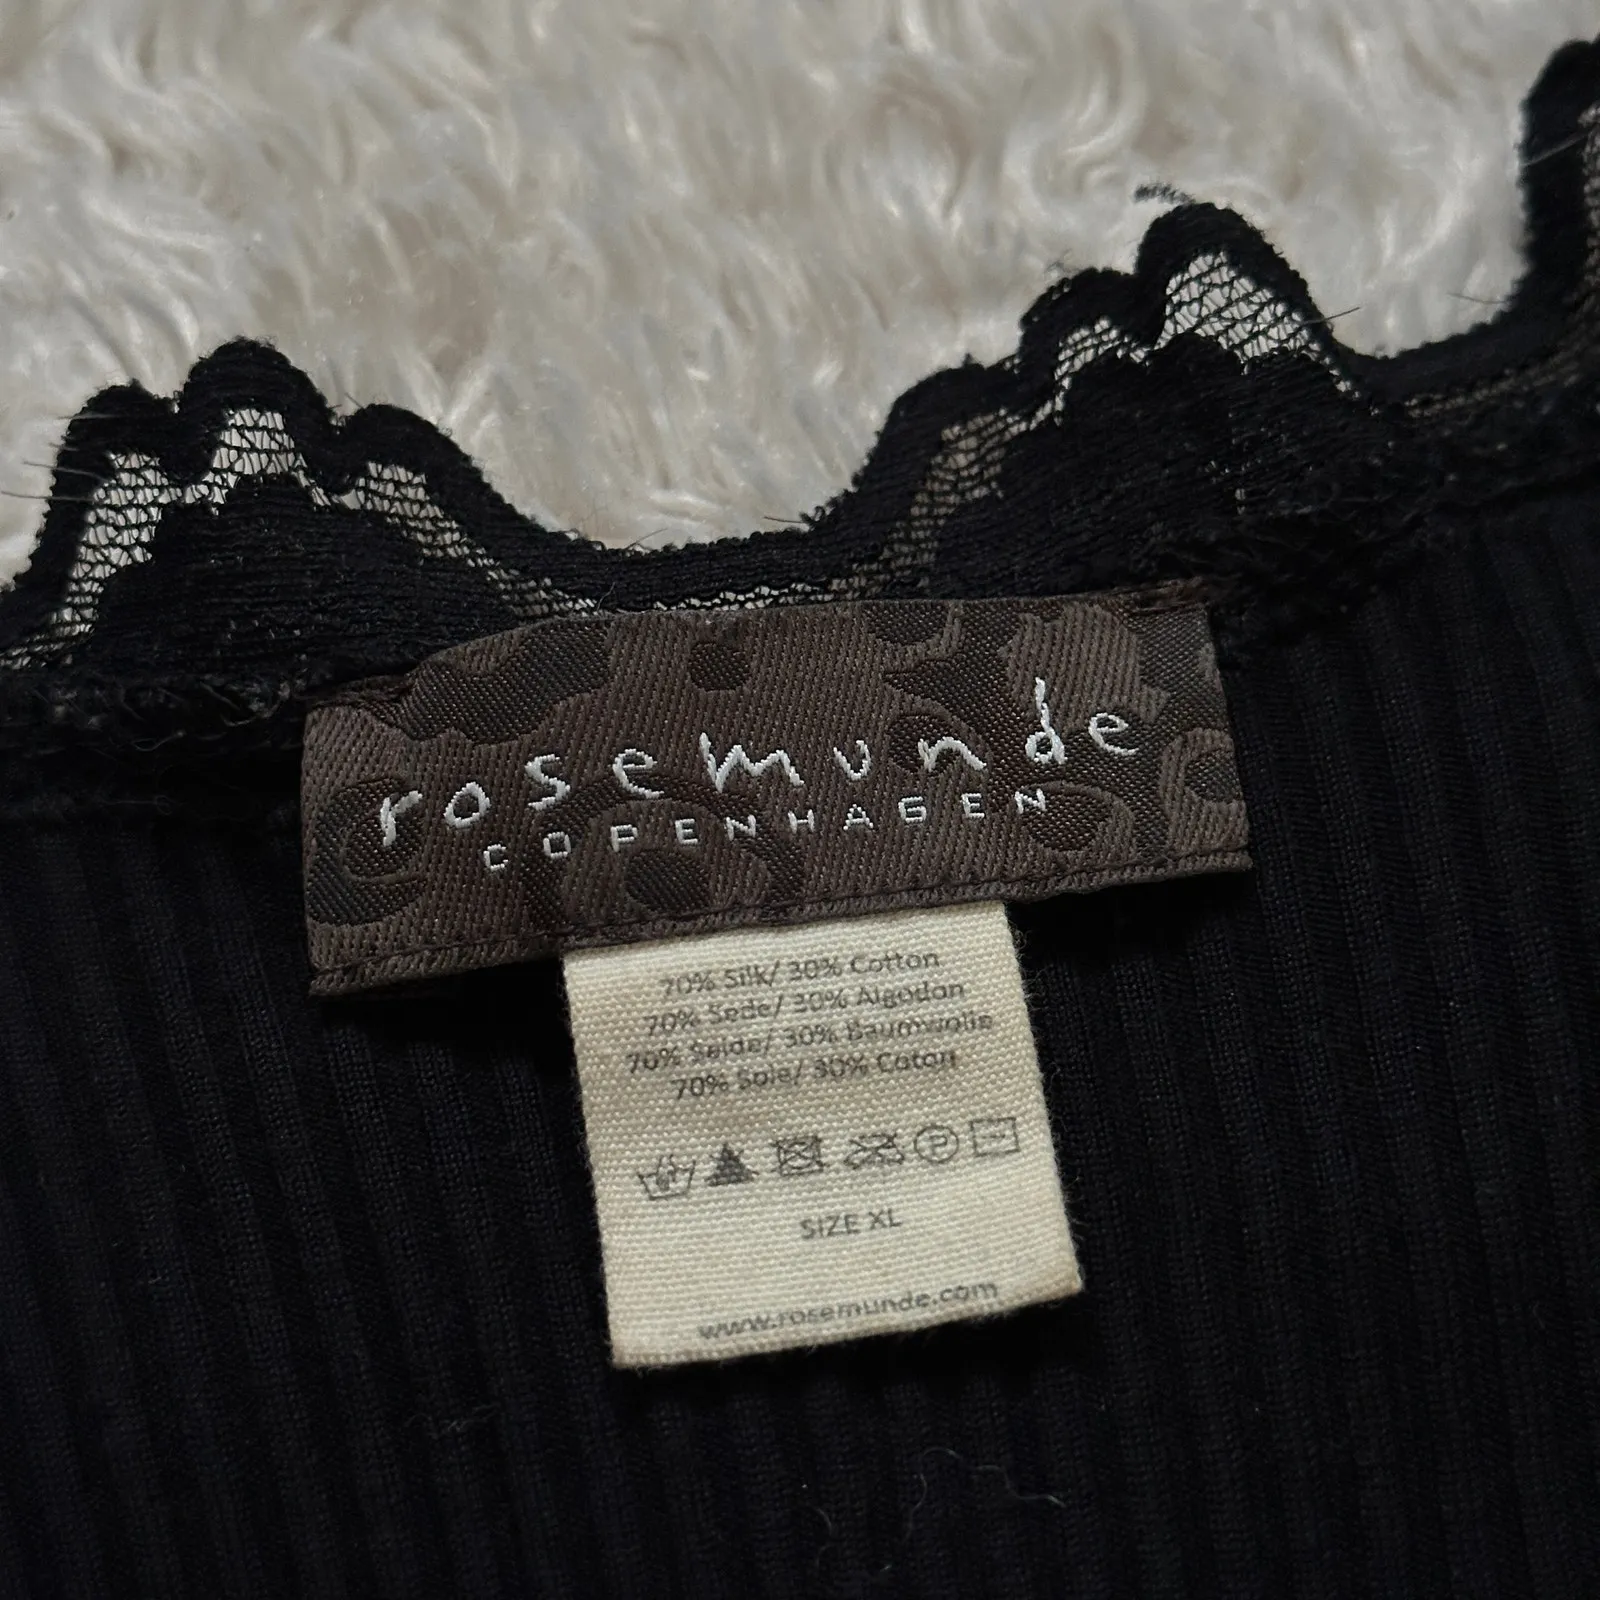 rosemunde
COPENHAGEN
70% Silk/ 30% Cotton
70% Sede/ 30% Algodon
70% Seide/ 30% Baumwolle
70% Soie/ 30% Coton
SIZE XL
www.rosemunde.com